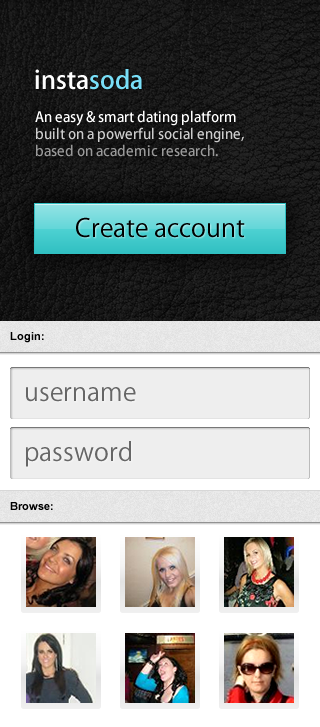 instasoda
An easy & smart dating platform
built on a powerful social engine,
based on academic research.
Create account
Login:
username
password
Browse: